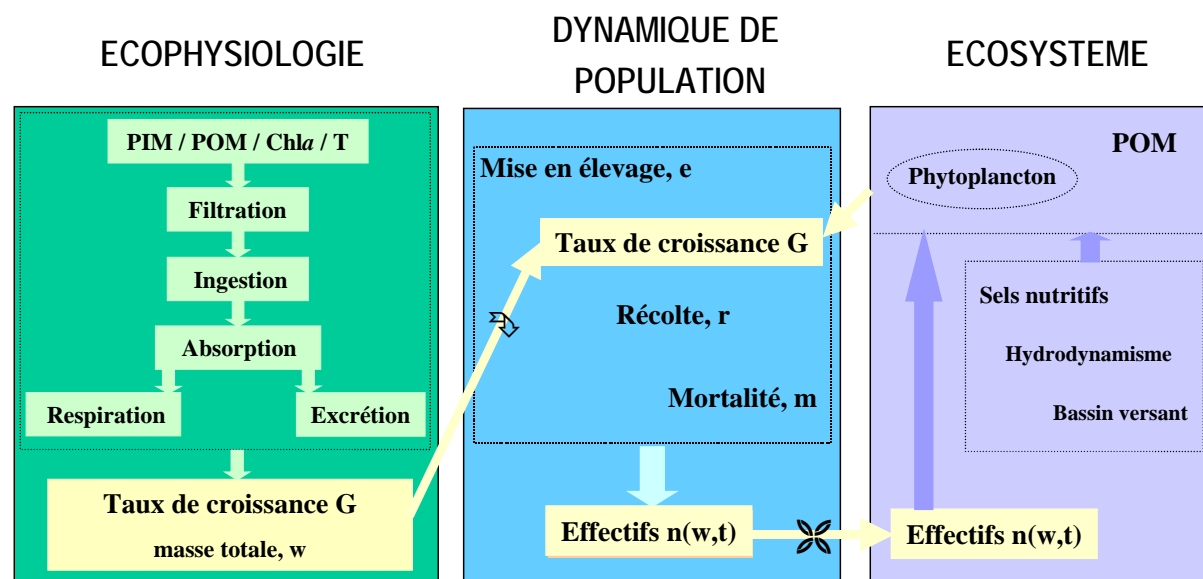 ECOPHYSIOLOGIE
PIM / POM / Chla / T
Filtration
Ingestion
Absorption
Respiration
Excrétion
Taux de croissance G
masse totale, w
DYNAMIQUE DE
POPULATION
Mise en élevage, e
Taux de croissance G
Récolte, r
Mortalité, m
Effectifs n(w,t)
ECOSYSTEME
POM
Phytoplancton
Sels nutritifs
Hydrodynamisme
Bassin versant
Effectifs n(w,t)